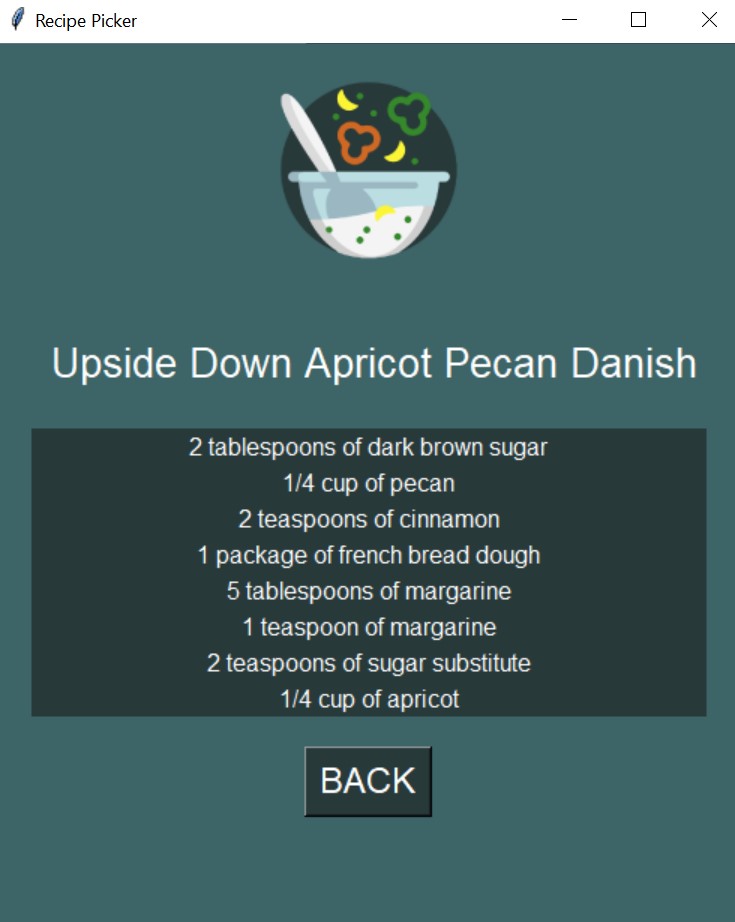 Recipe Picker
Upside Down Apricot Pecan Danish
2 tablespoons of dark brown sugar
1/4 cup of pecan
2 teaspoons of cinnamon
1 package of french bread dough
5 tablespoons of margarine
1 teaspoon of margarine
2 teaspoons of sugar substitute
1/4 cup of apricot
BACK